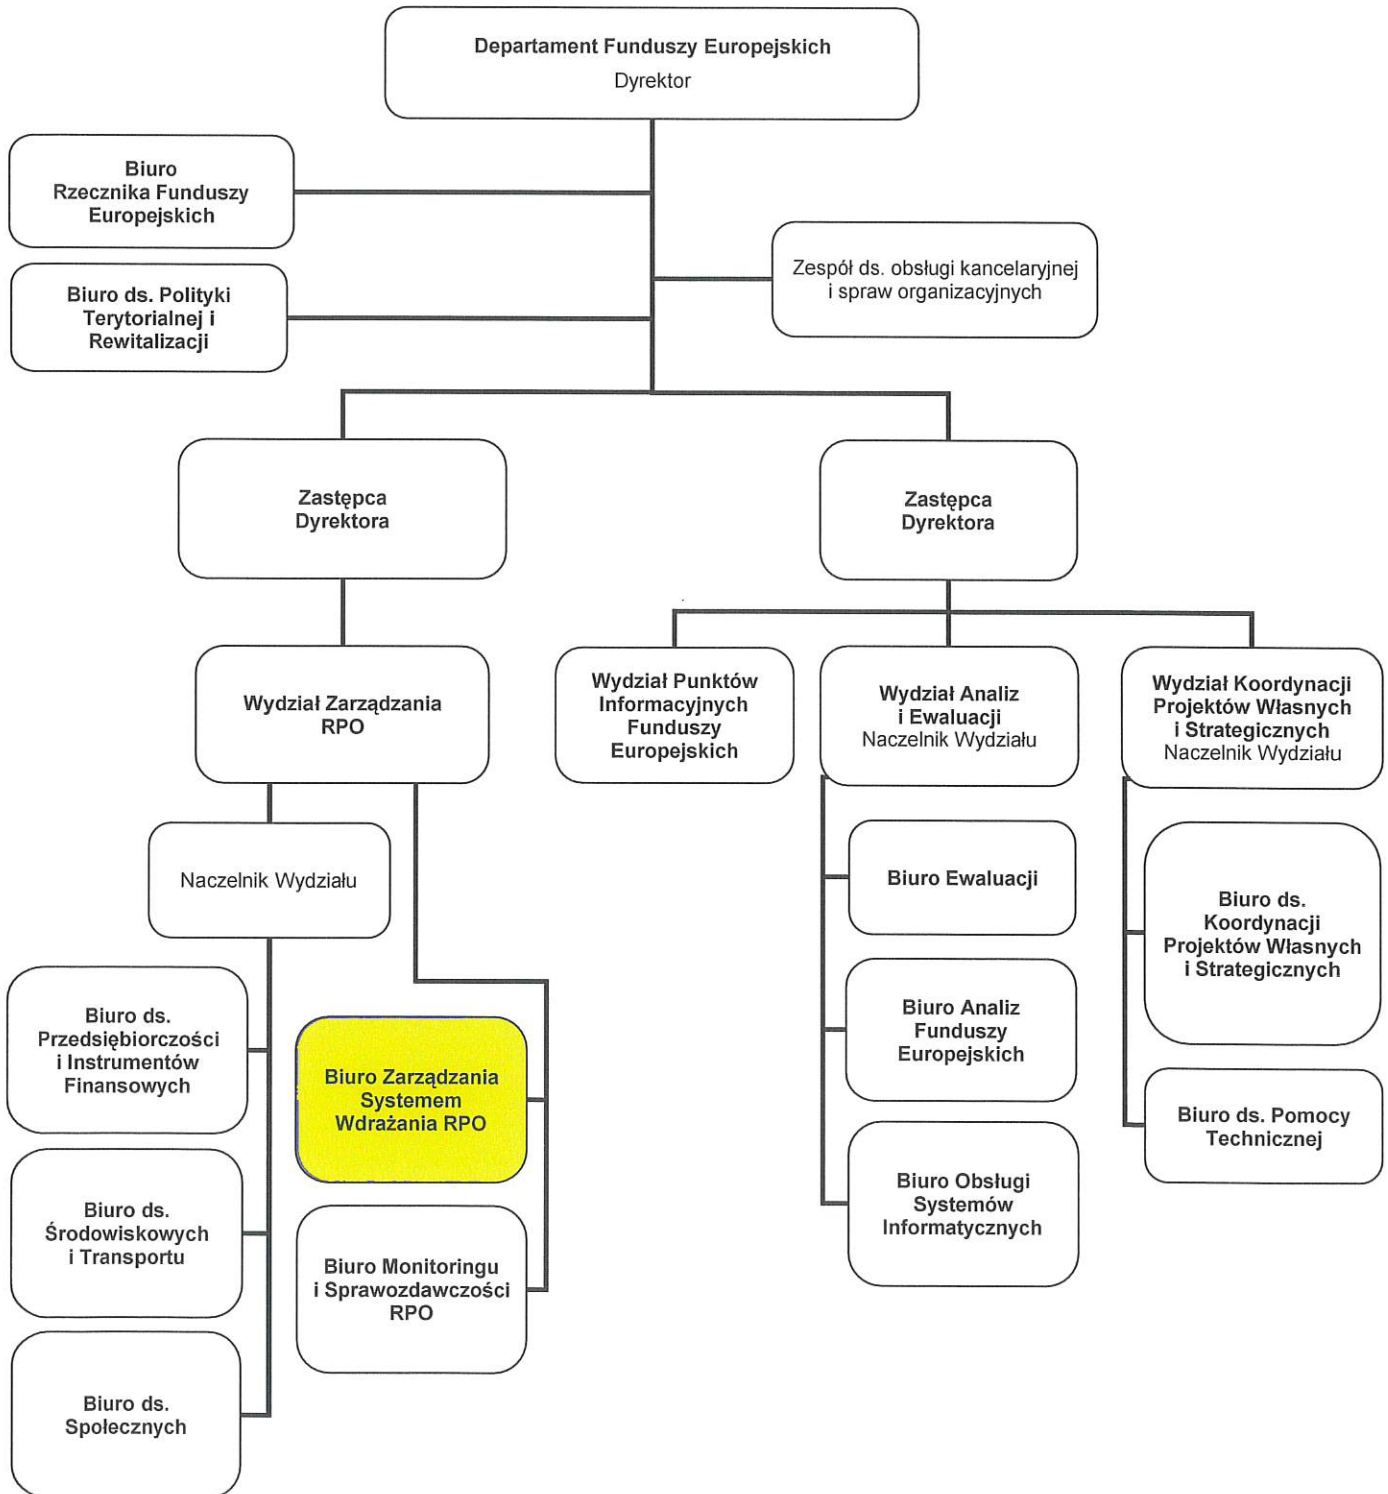 Departament Funduszy Europejskich
Dyrektor
Biuro
Rzecznika Funduszy
Europejskich
Zespół ds. obsługi kancelaryjnej
i spraw organizacyjnych
Biuro ds. Polityki
Terytorialnej i
Rewitalizacji
Zastępca
Dyrektora
Zastępca
Dyrektora
Wydział Zarządzania
RPO
Wydział Punktów
Informacyjnych
Funduszy
Europejskich
Wydział Analiz
i Ewaluacji
Naczelnik Wydziału
Wydział Koordynacji
Projektów Własnych
i Strategicznych
Naczelnik Wydziału
Naczelnik Wydziału
Biuro Ewaluacji
Biuro ds.
Koordynacji
Projektów Własnych
i Strategicznych
Biuro ds.
Przedsiębiorczości
i Instrumentów
Finansowych
Biuro Zarządzania
Systemem
Wdrażania RPO
Biuro Analiz
Funduszy
Europejskich
Biuro ds. Pomocy
Technicznej
Biuro ds.
Środowiskowych
i Transportu
Biuro Monitoringu
i Sprawozdawczości
RPO
Biuro Obsługi
Systemów
Informatycznych
Biuro ds.
Społecznych